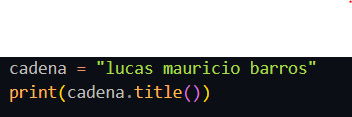 cadena = "lucas mauricio barros"
print(cadena.title())